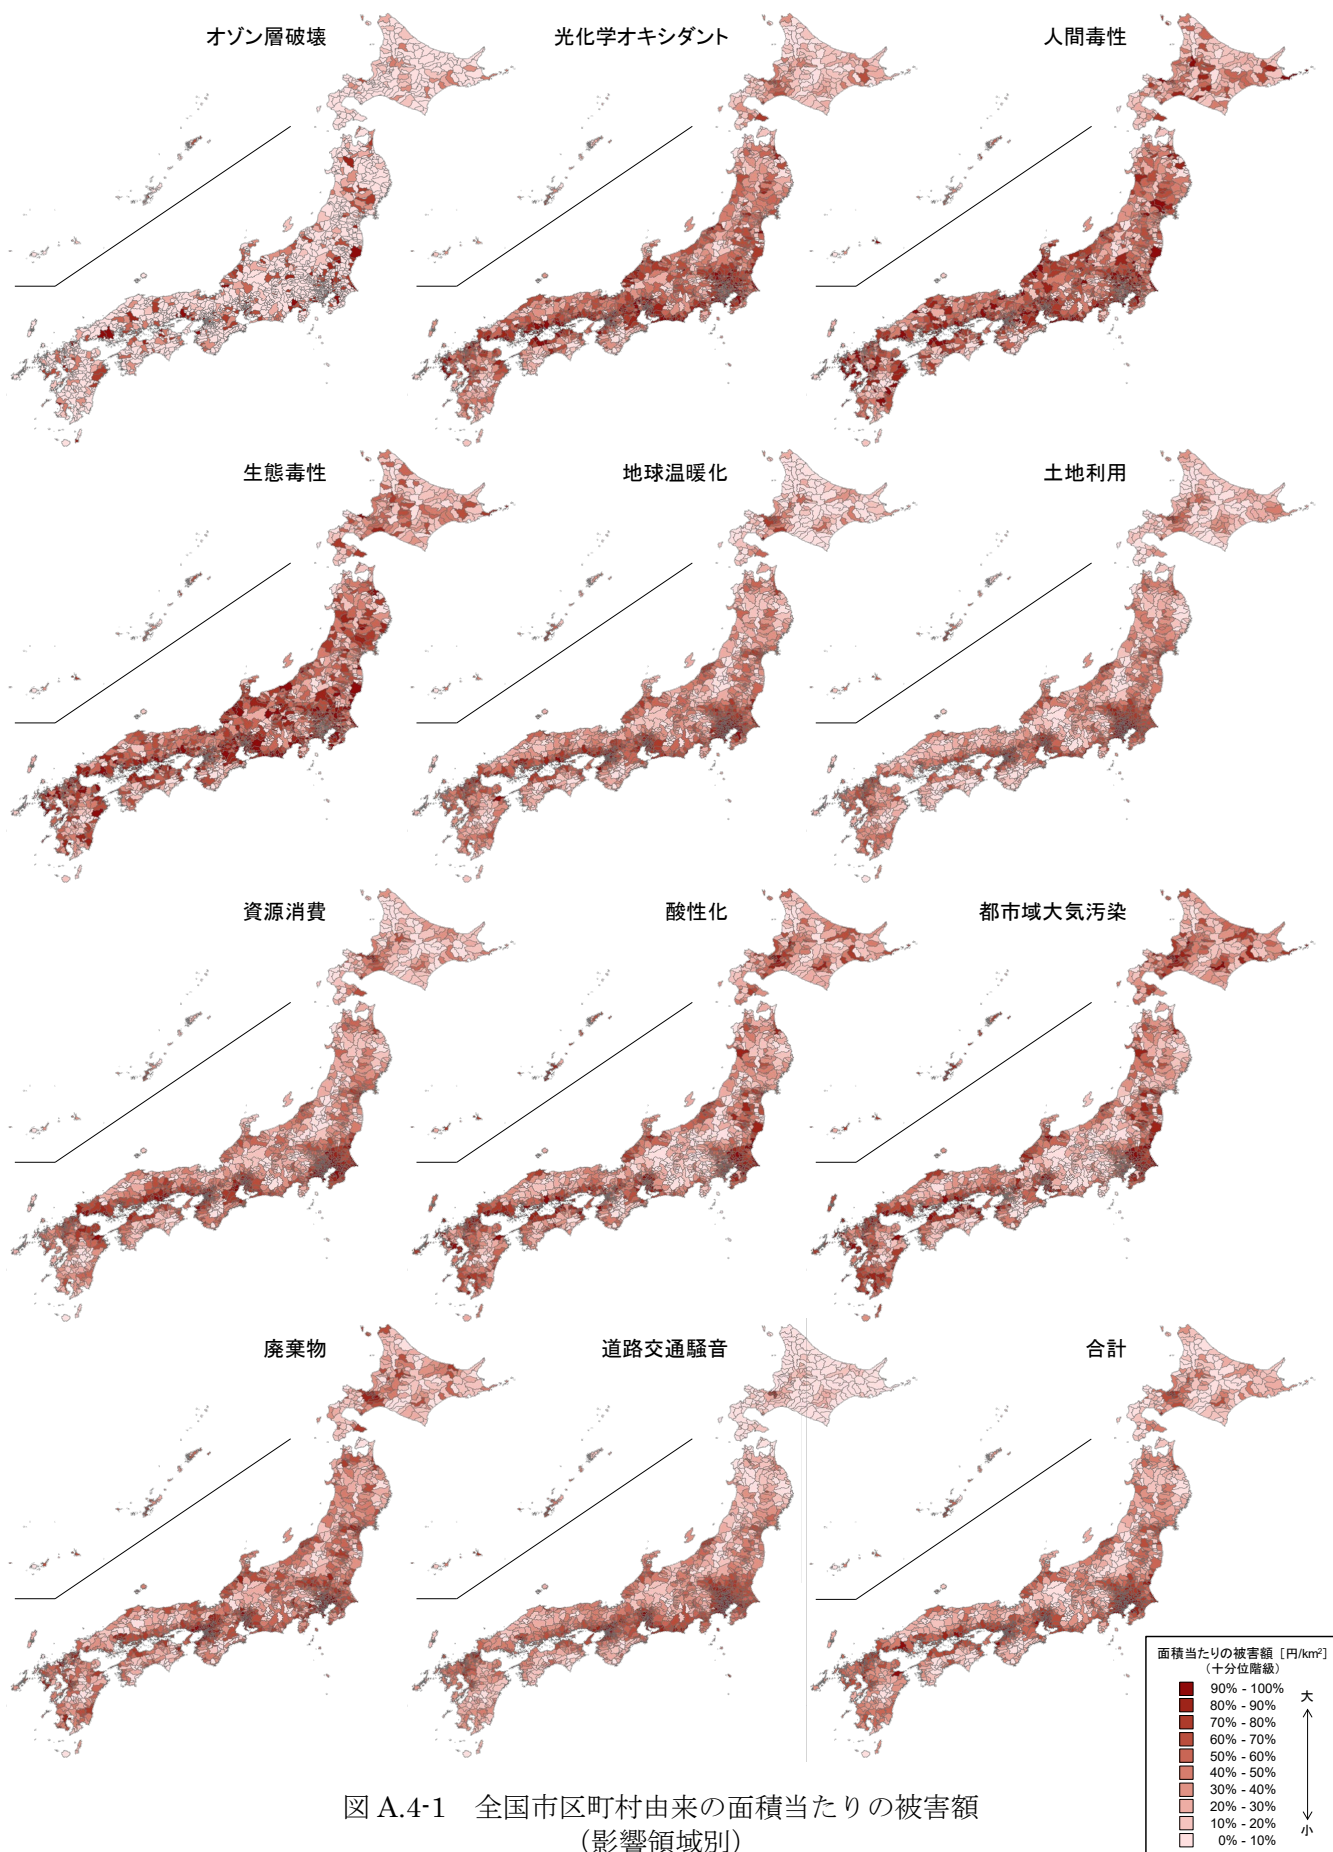 オゾン層破壊
光化学オキシダント
人間毒性
生態毒性
地球温暖化
土地利用
資源消費
酸性化
都市域大気汚染
廃棄物
道路交通騒音
合計
面積当たりの被害額 [円/km²]
（十分位階級）
90% - 100%
大
80% - 90%
70% - 80%
60% - 70%
50% - 60%
40% - 50%
30% - 40%
20% - 30%
10% - 20%
小
0% - 10%
図 A.4-1　全国市区町村由来の面積当たりの被害額
（影響領域別）